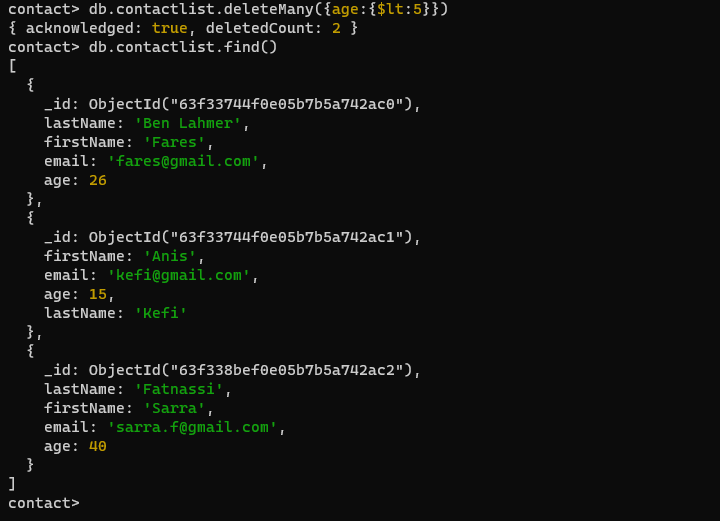 contact> db.contactlist.deleteMany({age:{$lt:5}})
{ acknowledged: true, deletedCount: 2 }
contact> db.contactlist.find()
[
  {
    _id: ObjectId("63f33744f0e05b7b5a742ac0"),
    lastName: 'Ben Lahmer',
    firstName: 'Fares',
    email: 'fares@gmail.com',
    age: 26
  },
  {
    _id: ObjectId("63f33744f0e05b7b5a742ac1"),
    firstName: 'Anis',
    email: 'kefi@gmail.com',
    age: 15,
    lastName: 'Kefi'
  },
  {
    _id: ObjectId("63f338bef0e05b7b5a742ac2"),
    lastName: 'Fatnassi',
    firstName: 'Sarra',
    email: 'sarra.f@gmail.com',
    age: 40
  }
]
contact>